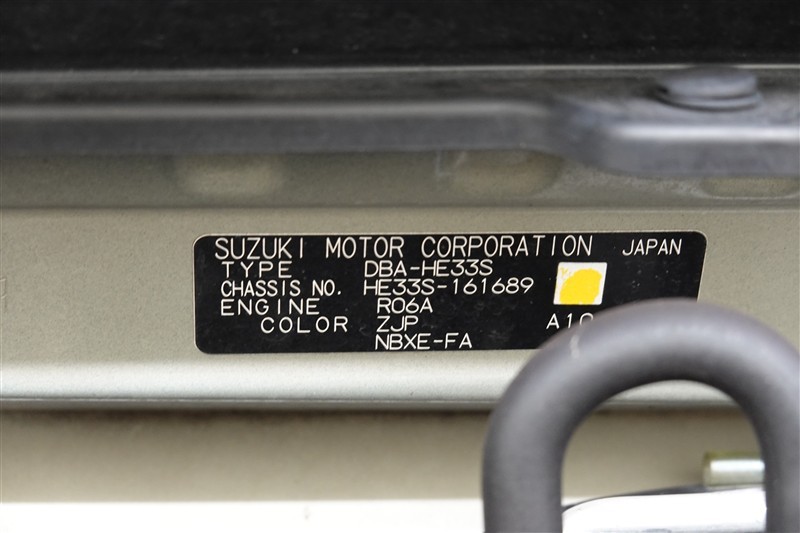 SUZUKI MOTOR CORPORATION JAPAN
TYPE DBA-HE33S
CHASSIS NO. HE33S-161689
ENGINE R06A
COLOR ZJP
NBXE-FA